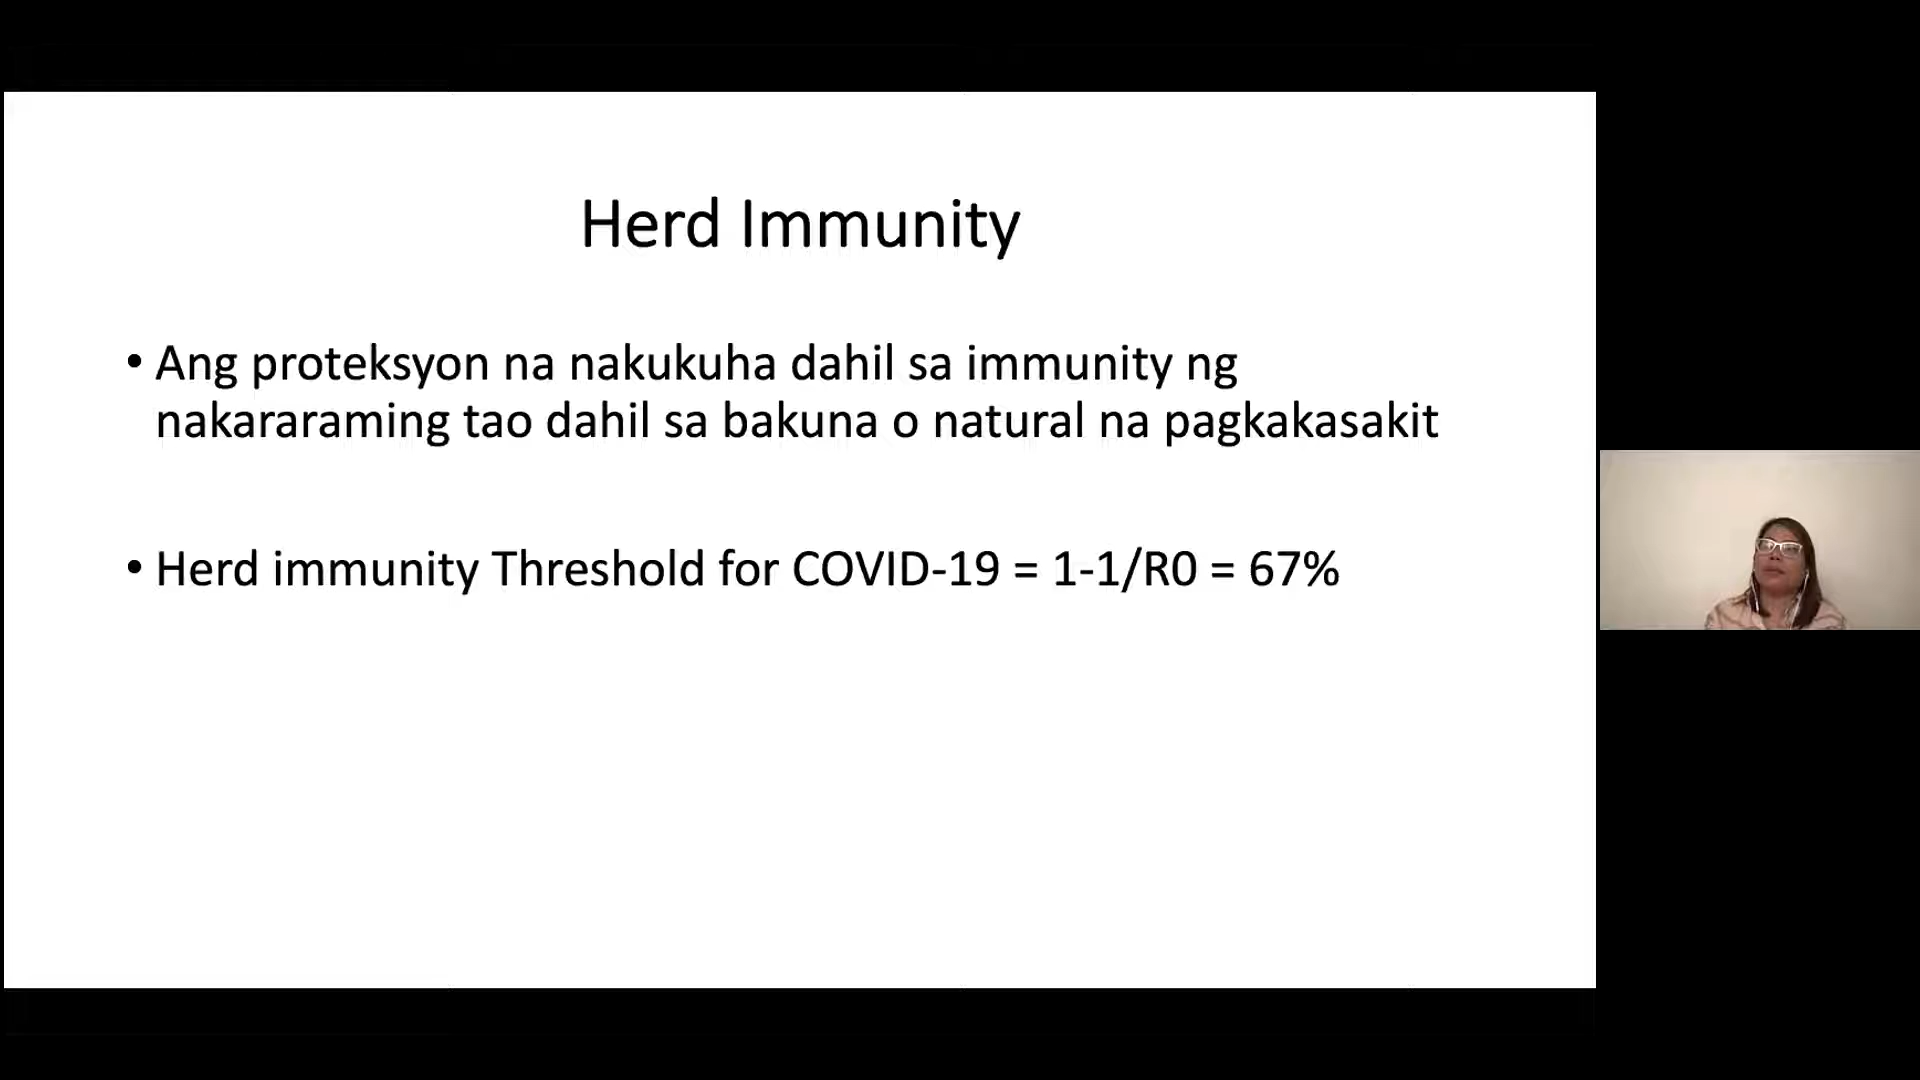 Herd Immunity
• Ang proteksyon na nakukuha dahil sa immunity ng
nakararaming tao dahil sa bakuna o natural na pagkakasakit
• Herd immunity Threshold for COVID-19 = 1-1/R0 = 67%